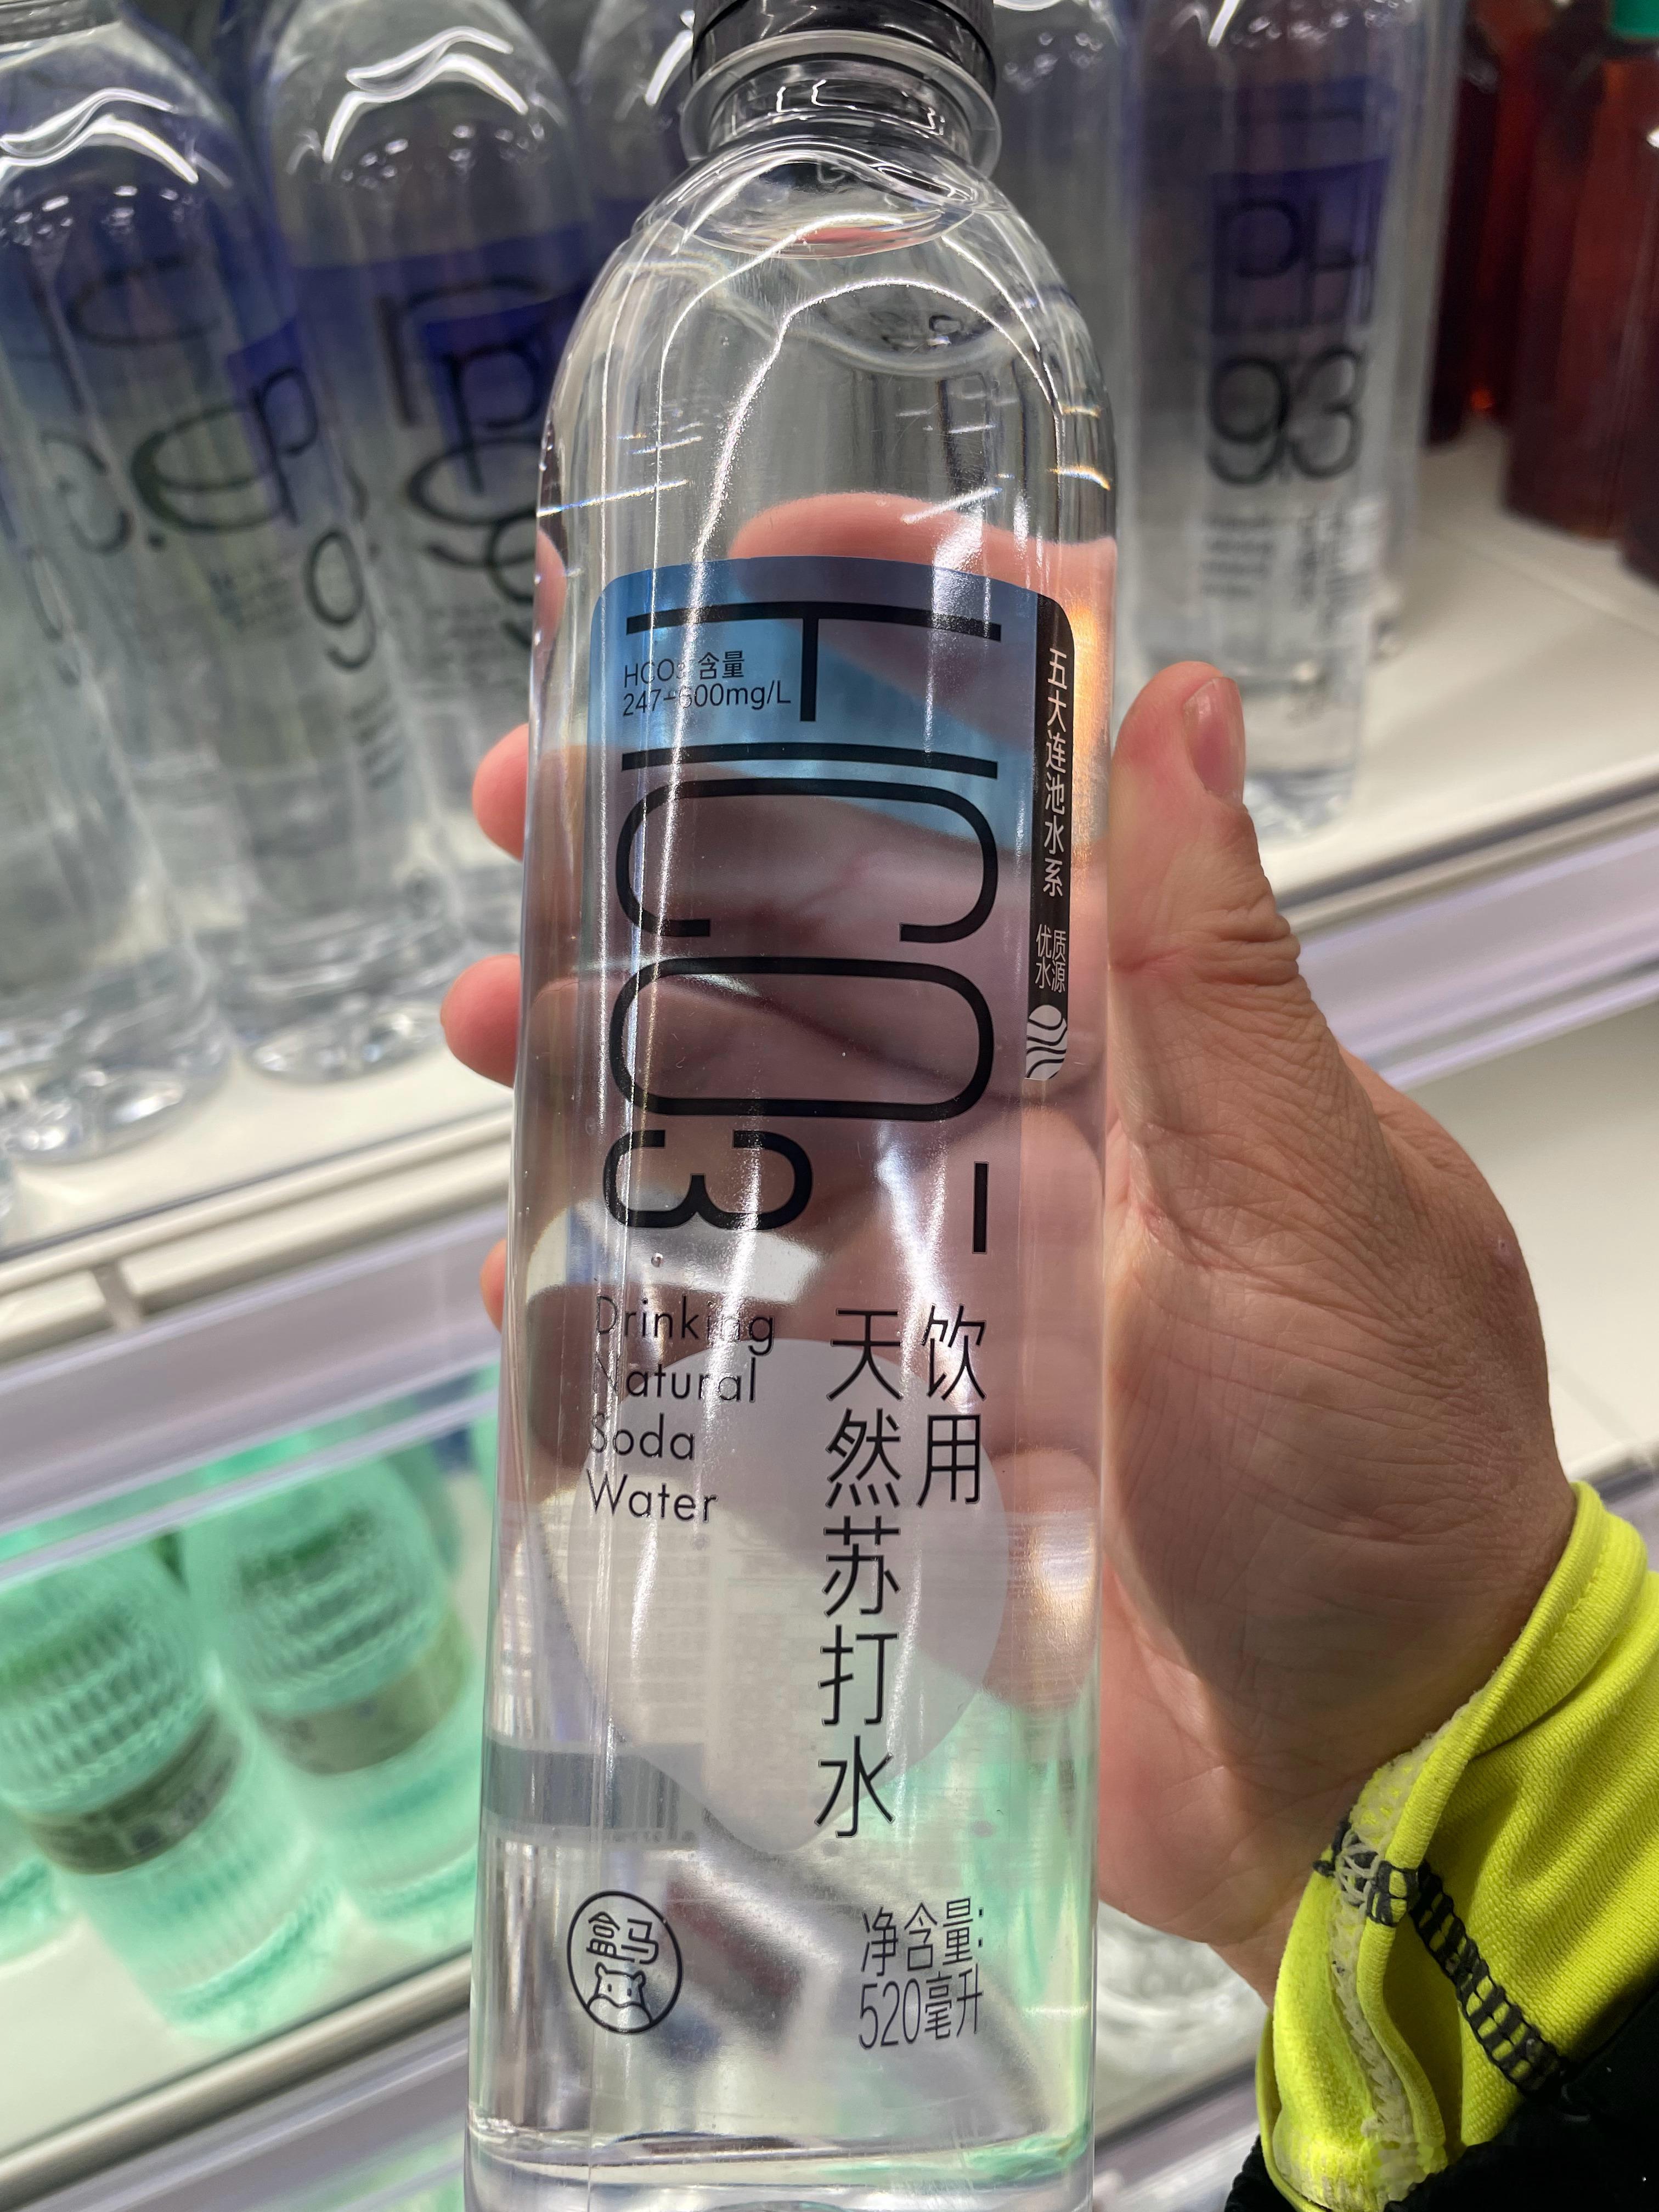 HCO3⁻
HCO3⁻含量
247-600mg/L
五大连池水系
优质
水源
Drinking
Natural
Soda
Water
饮用
天然苏打水
盒马
净含量:
520毫升
PH
9.3